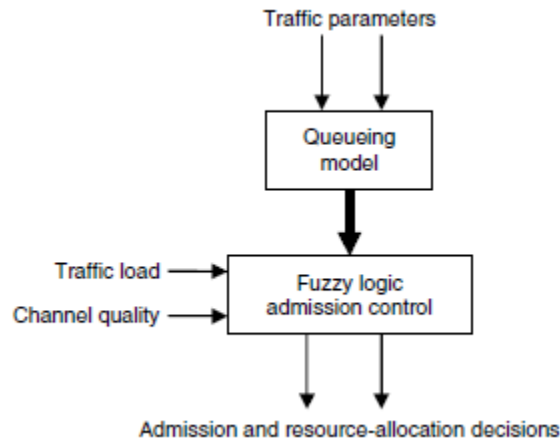 Traffic parameters
Queueing
model
Traffic load
Fuzzy logic
admission control
Channel quality
Admission and resource-allocation decisions